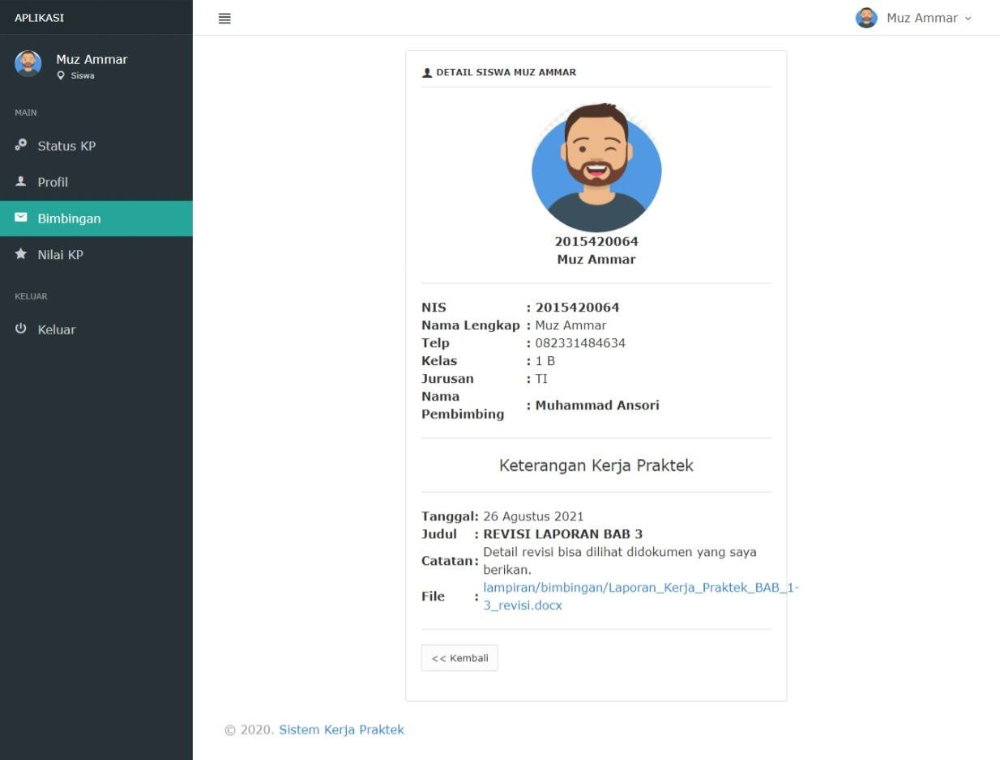 APLIKASI
Muz Ammar
Muz Ammar
Siswa
MAIN
Status KP
Profil
Bimbingan
Nilai KP
KELUAR
Keluar
DETAIL SISWA MUZ AMMAR
2015420064
Muz Ammar
NIS : 2015420064
Nama Lengkap : Muz Ammar
Telp : 082331484634
Kelas : 1 B
Jurusan : TI
Nama
Pembimbing : Muhammad Ansori
Keterangan Kerja Praktek
Tanggal: 26 Agustus 2021
Judul : REVISI LAPORAN BAB 3
Catatan: Detail revisi bisa dilihat didokumen yang saya
berikan.
File : lampiran/bimbingan/Laporan_Kerja_Praktek_BAB_1-
3_revisi.docx
<< Kembali
© 2020. Sistem Kerja Praktek